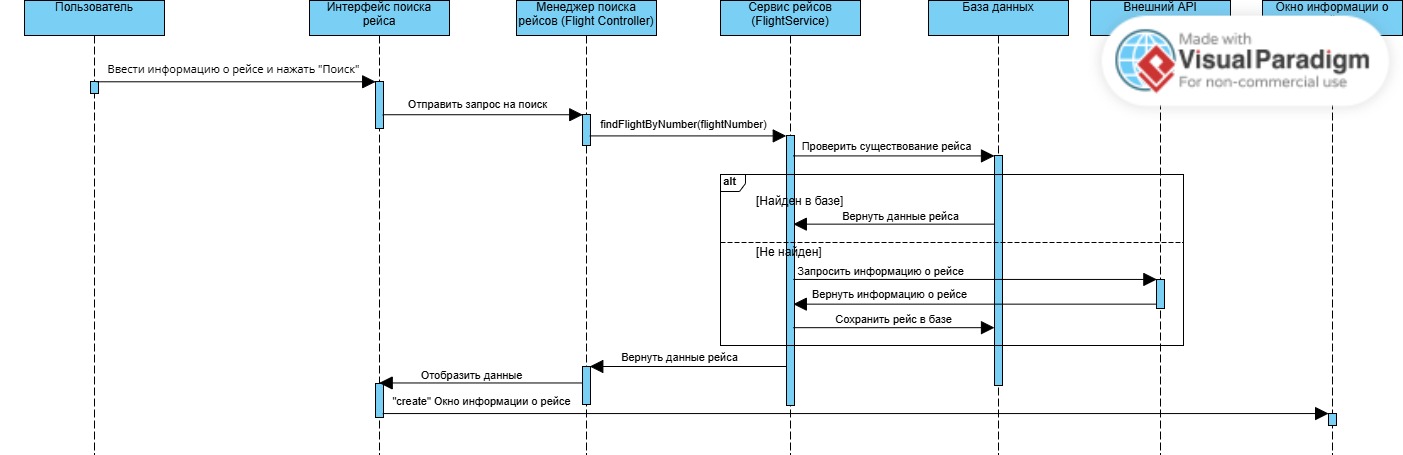 Пользователь
Интерфейс поиска
рейса
Менеджер поиска
рейсов (Flight Controller)
Сервис рейсов
(FlightService)
База данных
Внешний API
Окно информации о
Made with
Visual Paradigm
For non-commercial use
Ввести информацию о рейсе и нажать "Поиск"
Отправить запрос на поиск
findFlightByNumber(flightNumber)
Проверить существование рейса
alt
[Найден в базе]
Вернуть данные рейса
[Не найден]
Запросить информацию о рейсе
Вернуть информацию о рейсе
Сохранить рейс в базе
Вернуть данные рейса
Отобразить данные
"create" Окно информации о рейсе